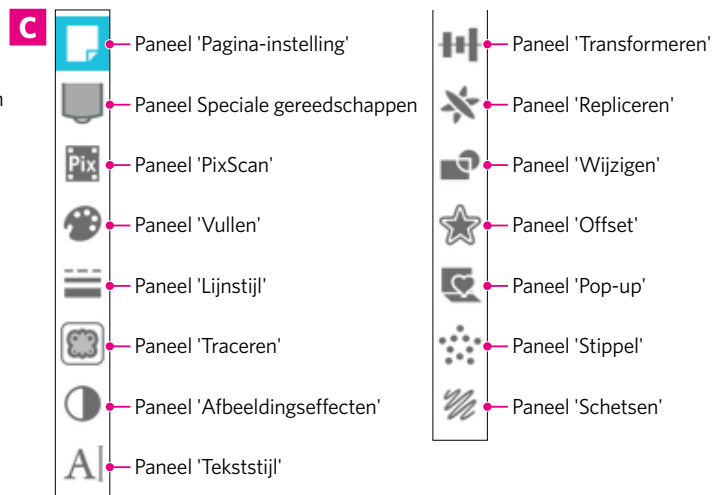 C
Paneel 'Pagina-instelling'
Paneel Speciale gereedschappen
n
Pix
Paneel 'PixScan'
Paneel 'Vullen'
Paneel 'Lijnstijl'
Paneel 'Traceren'
Paneel 'Afbeeldingseffecten'
A
Paneel 'Tekststijl'
Paneel 'Transformeren'
Paneel 'Repliceren'
Paneel 'Wijzigen'
Paneel 'Offset'
Paneel 'Pop-up'
Paneel 'Stippel'
Paneel 'Schetsen'